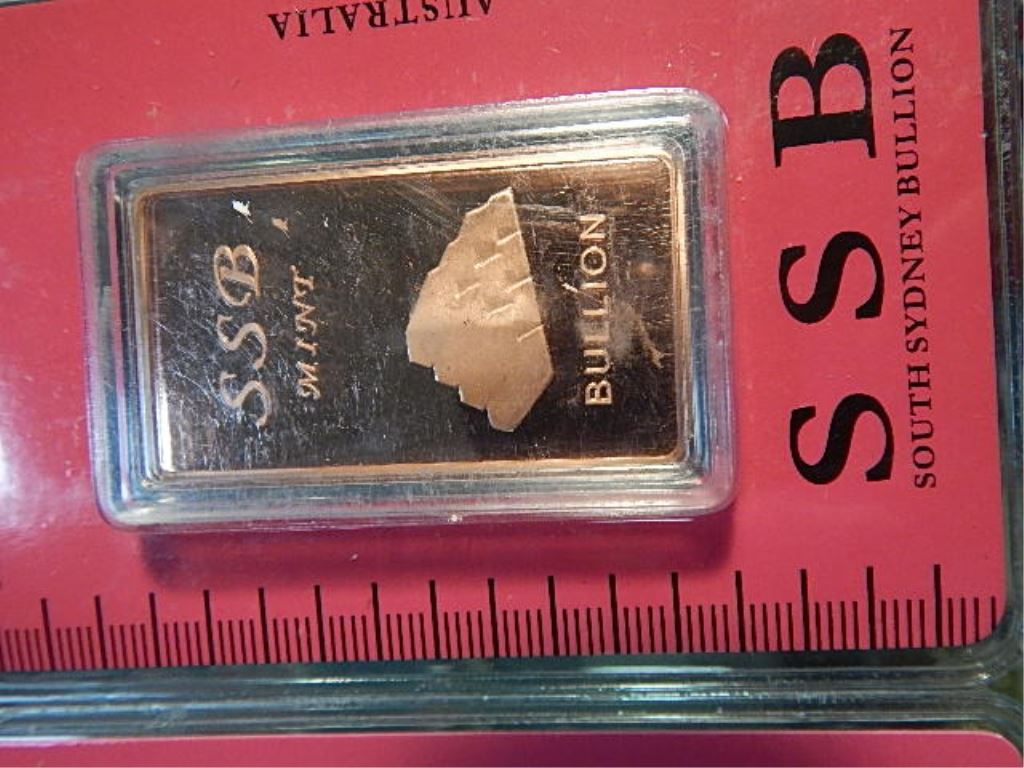 AUSTRALIA
SSB
MINT
BULLION
SSB
SOUTH SYDNEY BULLION